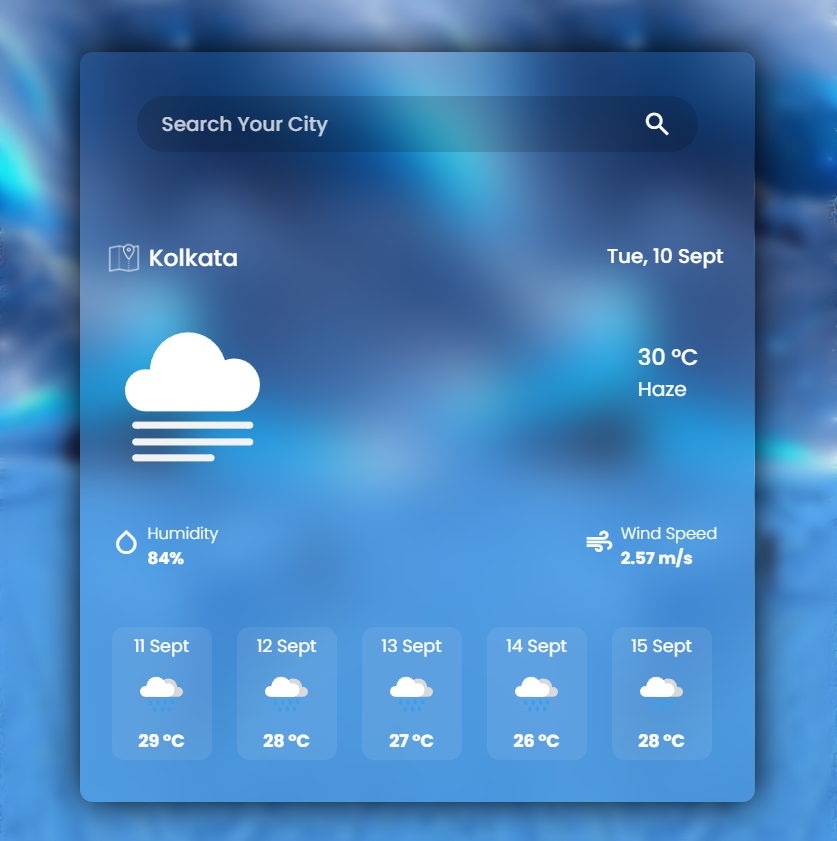 Search Your City
Kolkata
Tue, 10 Sept
30 °C
Haze
Humidity
84%
Wind Speed
2.57 m/s
11 Sept
12 Sept
13 Sept
14 Sept
15 Sept
29 °C
28 °C
27 °C
26 °C
28 °C